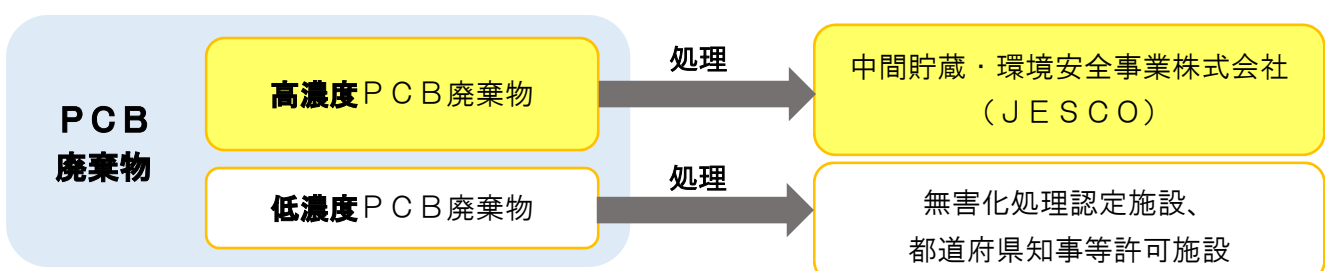 PCB
廃棄物
高濃度PCB廃棄物
処理
中間貯蔵・環境安全事業株式会社
(JESCO)
低濃度PCB廃棄物
処理
無害化処理認定施設、
都道府県知事等許可施設